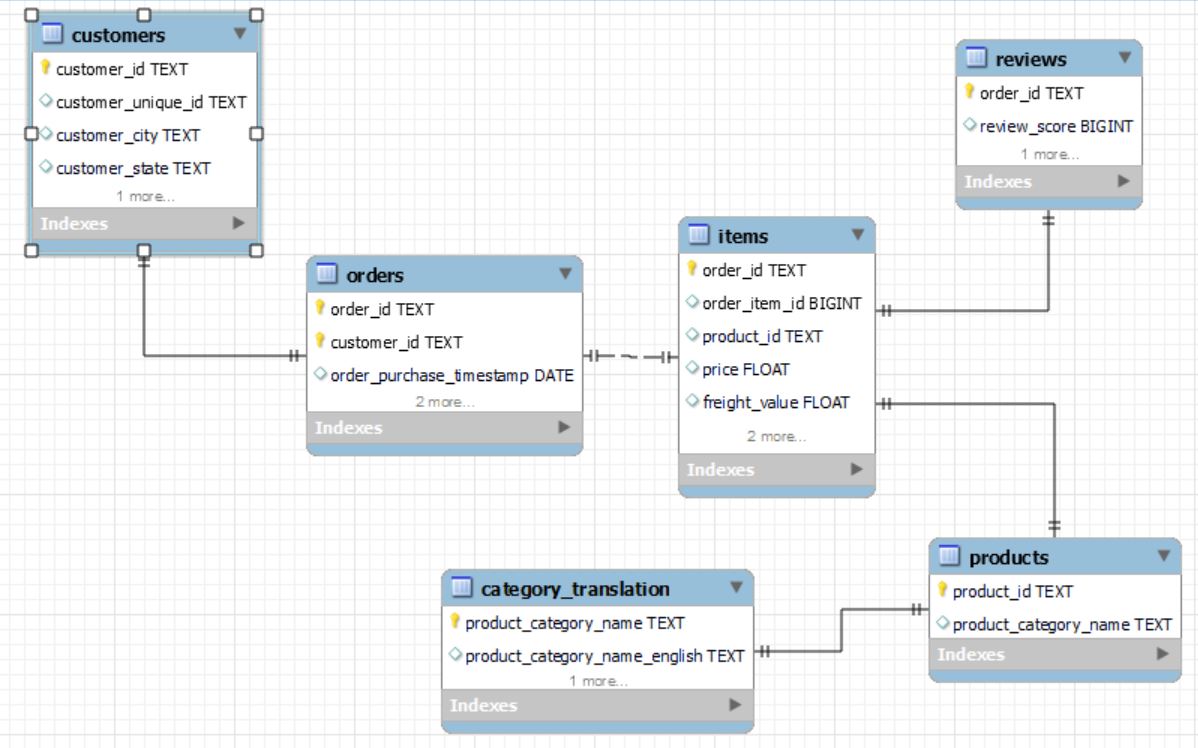 customers
customer_id TEXT
customer_unique_id TEXT
customer_city TEXT
customer_state TEXT
1 more...
Indexes
orders
order_id TEXT
customer_id TEXT
order_purchase_timestamp DATE
2 more...
Indexes
items
order_id TEXT
order_item_id BIGINT
product_id TEXT
price FLOAT
freight_value FLOAT
2 more...
Indexes
reviews
order_id TEXT
review_score BIGINT
1 more...
Indexes
category_translation
product_category_name TEXT
product_category_name_english TEXT
1 more...
Indexes
products
product_id TEXT
product_category_name TEXT
Indexes